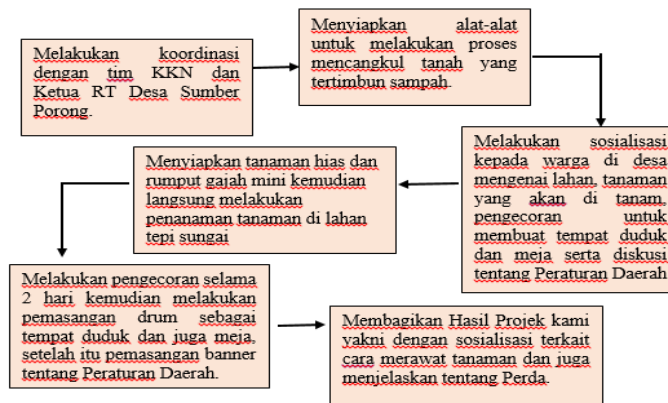 Melakukan koordinasi
dengan tim KKN dan
Ketua RT Desa Sumber
Porong.
Menyiapkan alat-alat
untuk melakukan proses
mencangkul tanah yang
tertimbun sampah.
Melakukan sosialisasi
kepada warga di desa
mengenai lahan, tanaman
yang akan di tanam,
pengecoran untuk
membuat tempat duduk
dan meja serta diskusi
tentang Peraturan Daerah
Menyiapkan tanaman hias dan
rumput gajah mini kemudian
langsung melakukan
penanaman tanaman di lahan
tepi sungai
Melakukan pengecoran selama
2 hari kemudian melakukan
pemasangan drum sebagai
tempat duduk dan juga meja,
setelah itu pemasangan banner
tentang Peraturan Daerah.
Membagikan Hasil Projek kami
yakni dengan sosialisasi terkait
cara merawat tanaman dan juga
menjelaskan tentang Perda.